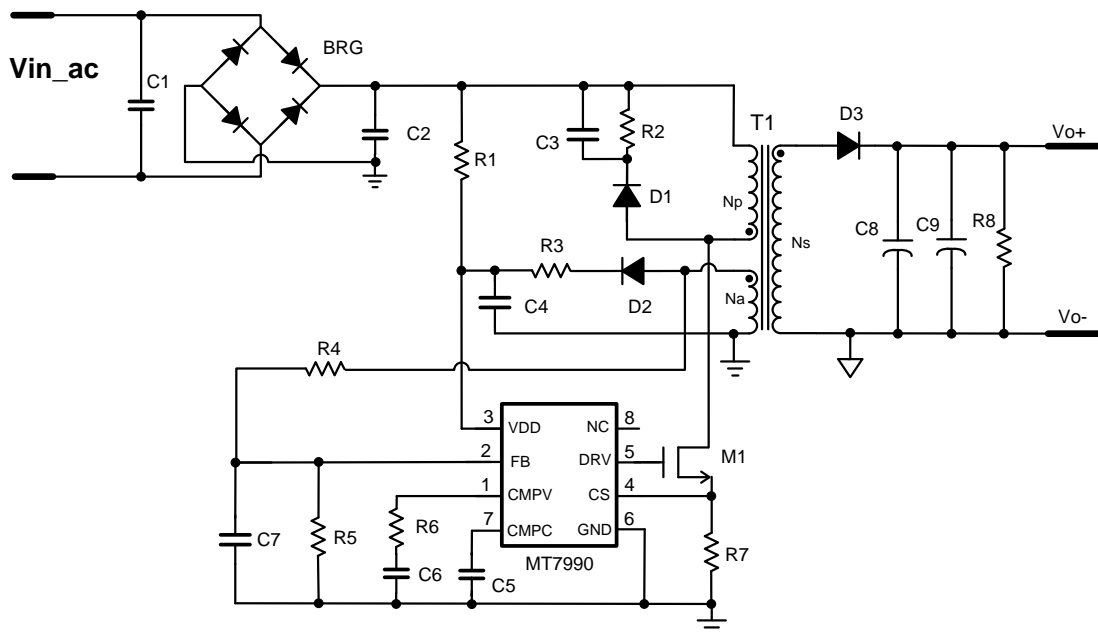 BRG
Vin_ac
C1
C2
R1
C3
R2
T1
D3
Vo+
D1
Np
Ns
C8
C9
R8
R3
D2
C4
Na
Vo-
R4
3
VDD
NC
8
2
FB
DRV
5
M1
1
CMPV
CS
4
7
CMPC
GND
6
C7
R5
R6
C6
C5
MT7990
R7